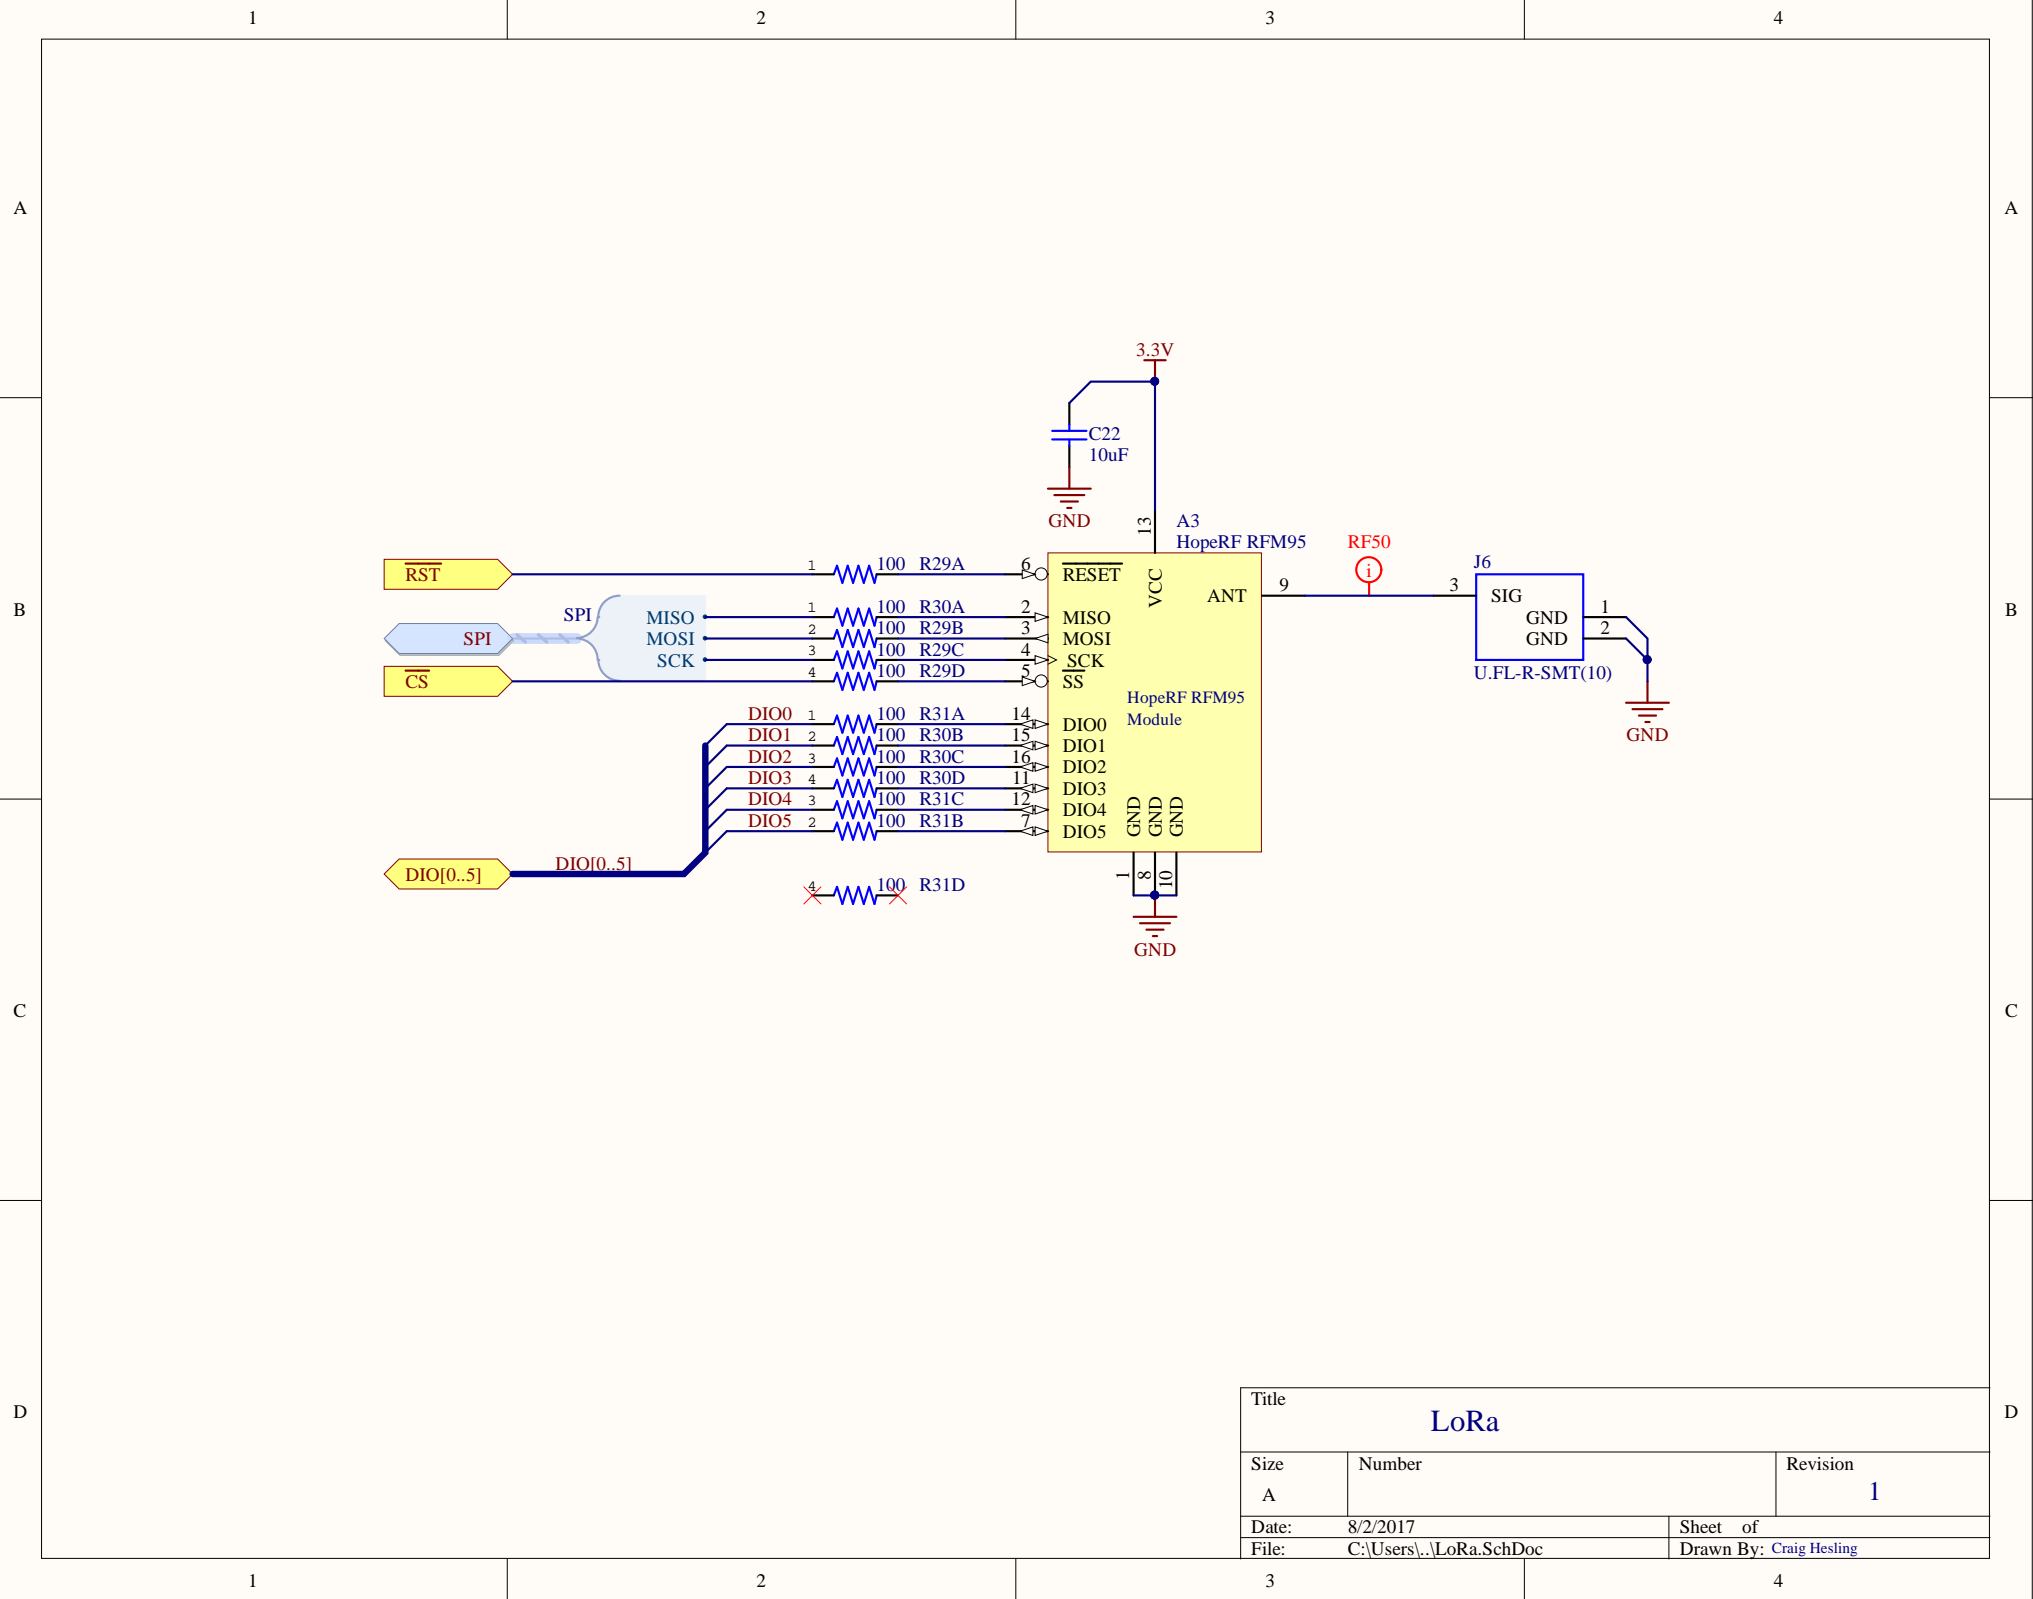 1 2 3 4
A A
3.3V
C22
10uF
GND
13
A3
HopeRF RFM95
RF50
J6
RST 1 100 R29A 6 RESET
VCC
ANT 9 3 SIG
SPI MISO 1 100 R30A 2 MISO
GND 1
B SPI MOSI 2 100 R29B 3 MOSI
GND 2 B
SCK 3 100 R29C 4 SCK
CS 4 100 R29D 5 SS
U.FL-R-SMT(10)
HopeRF RFM95
Module
GND
DIO0 1 100 R31A 14 DIO0
DIO1 2 100 R30B 15 DIO1
DIO2 3 100 R30C 16 DIO2
DIO3 4 100 R30D 11 DIO3
DIO4 3 100 R31C 12 DIO4
DIO5 2 100 R31B 7 DIO5
GND GND GND
DIO[0..5] DIO[0..5]
4 100 R31D
1 8 10
GND
C C
D D
Title
LoRa
Size Number Revision
A 1
Date: 8/2/2017 Sheet of
File: C:\Users\..\LoRa.SchDoc Drawn By: Craig Hesling
1 2 3 4